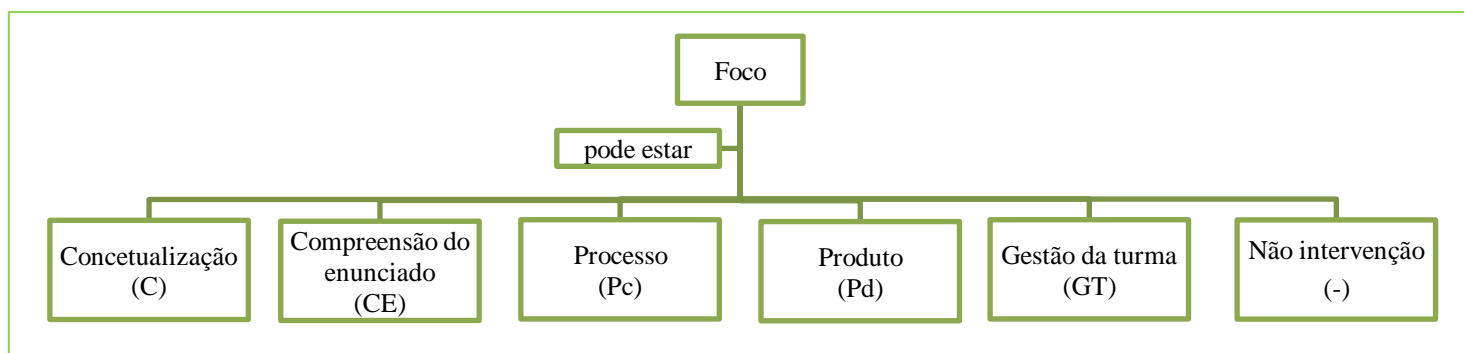 Foco
pode estar
Concetualização
(C)
Compreensão do
enunciado
(CE)
Processo
(Pc)
Produto
(Pd)
Gestão da turma
(GT)
Não intervenção
(-)